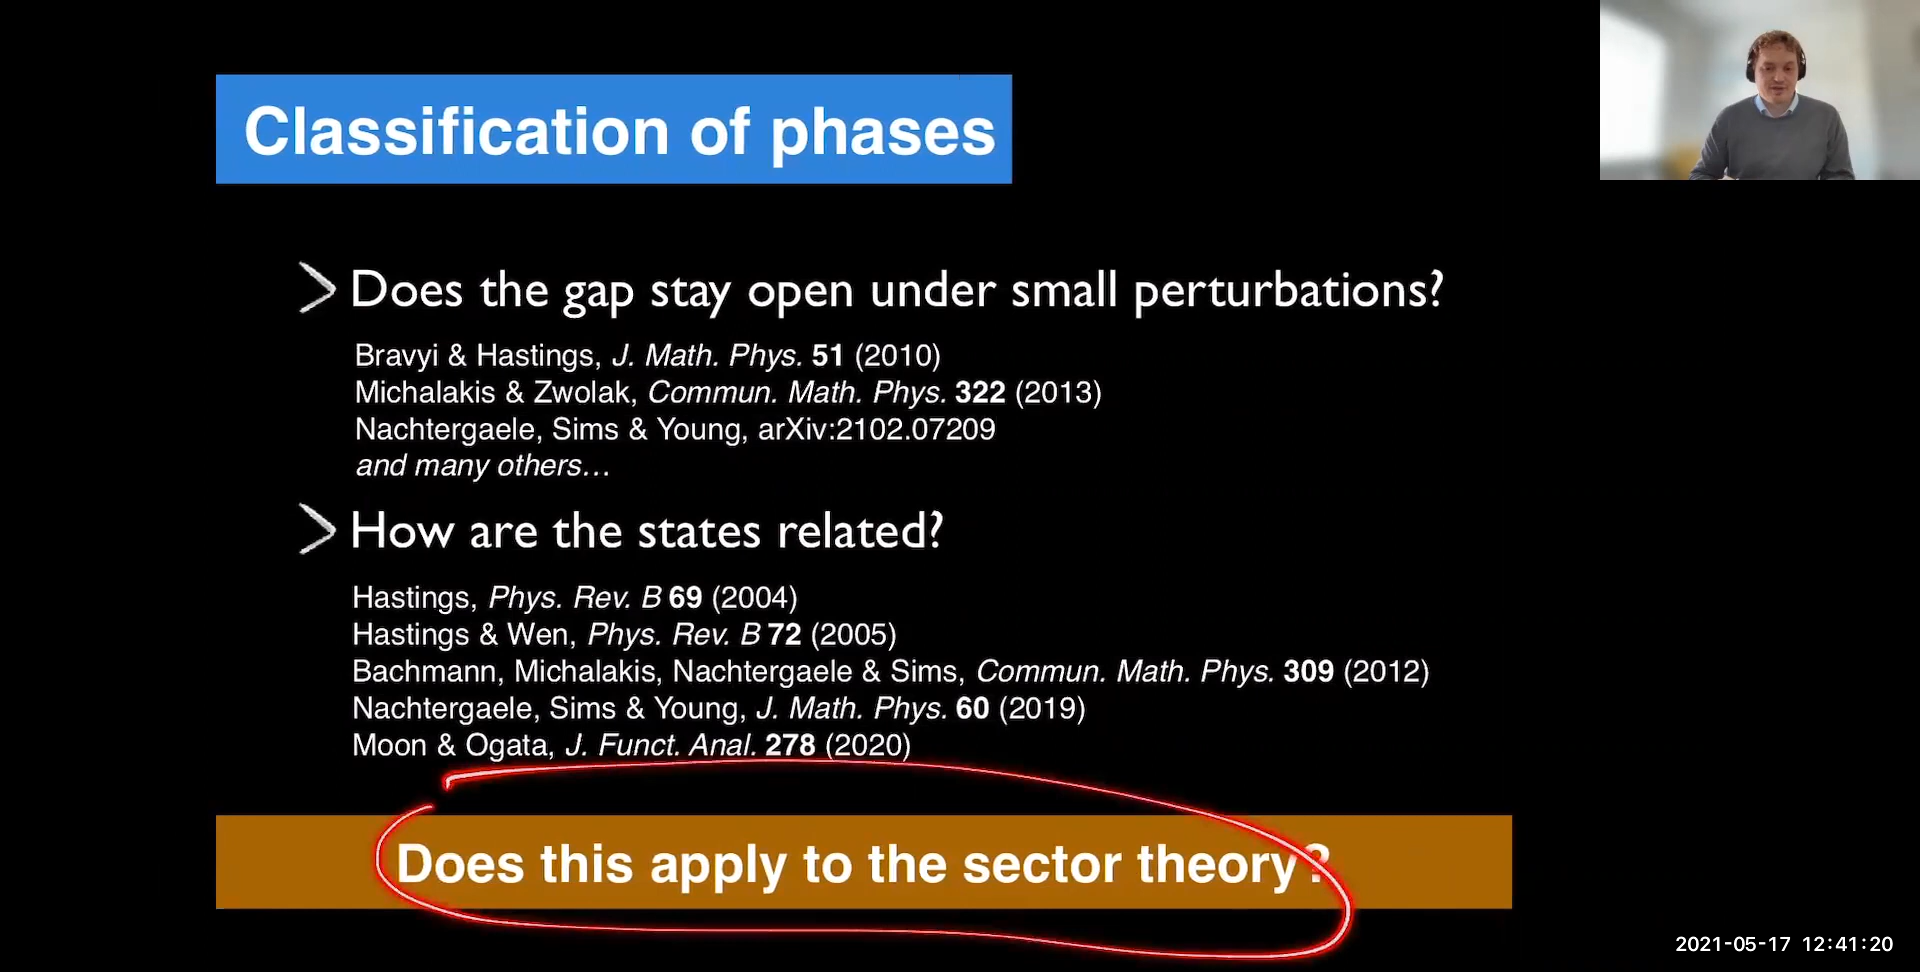 Classification of phases
Does the gap stay open under small perturbations?
Bravyi & Hastings, J. Math. Phys. 51 (2010)
Michalakis & Zwolak, Commun. Math. Phys. 322 (2013)
Nachtergaele, Sims & Young, arXiv:2102.07209
and many others…
How are the states related?
Hastings, Phys. Rev. B 69 (2004)
Hastings & Wen, Phys. Rev. B 72 (2005)
Bachmann, Michalakis, Nachtergaele & Sims, Commun. Math. Phys. 309 (2012)
Nachtergaele, Sims & Young, J. Math. Phys. 60 (2019)
Moon & Ogata, J. Funct. Anal. 278 (2020)
Does this apply to the sector theory?
2021-05-17 12:41:20